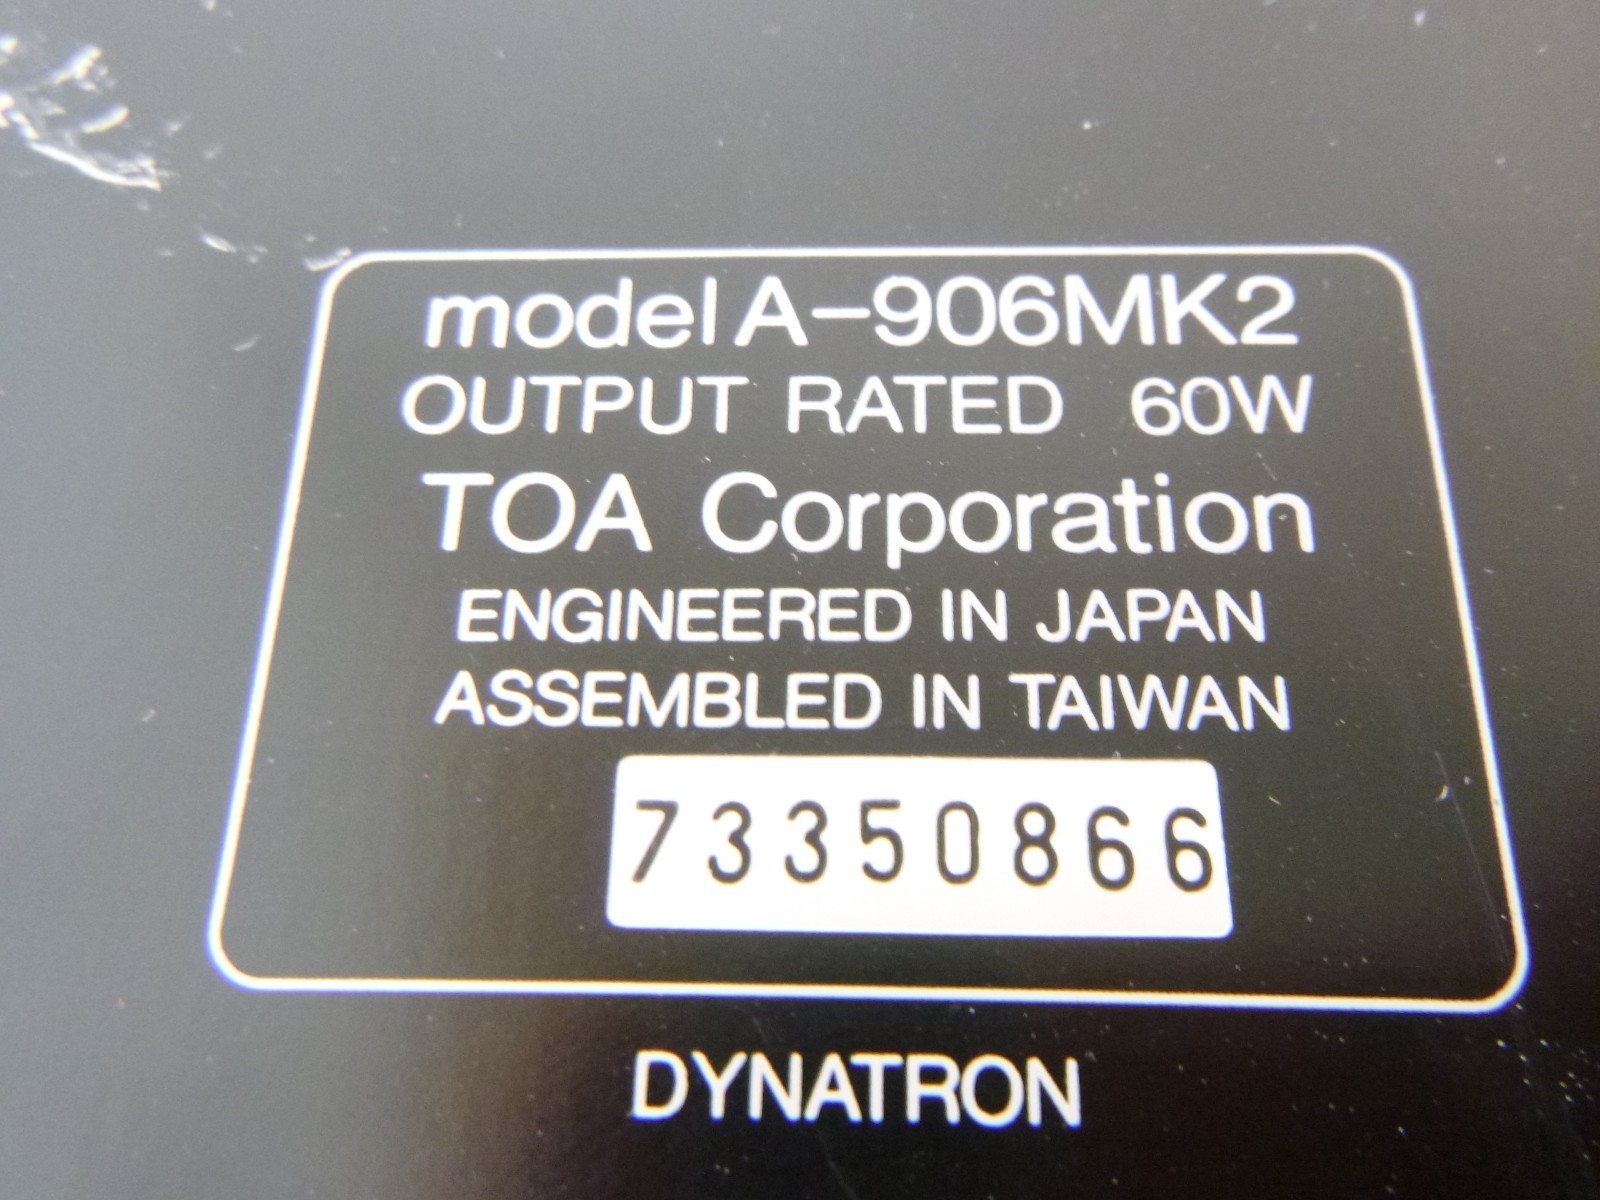 model A-906MK2
OUTPUT RATED 60W
TOA Corporation
ENGINEERED IN JAPAN
ASSEMBLED IN TAIWAN
73350866
DYNATRON